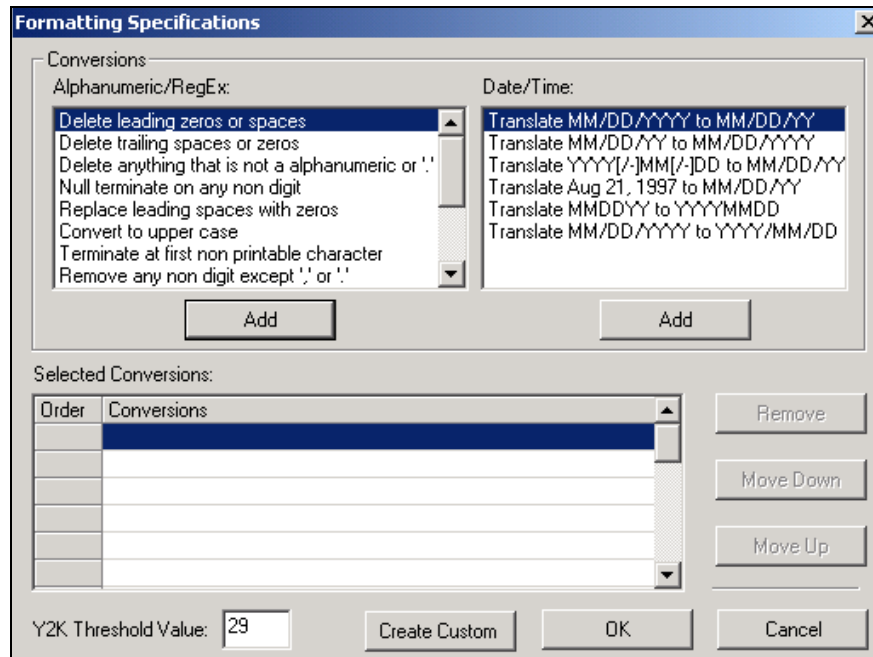 Formatting Specifications
Conversions
Alphanumeric/RegEx:
Date/Time:
Delete leading zeros or spaces
Delete trailing spaces or zeros
Delete anything that is not a alphanumeric or '.'
Null terminate on any non digit
Replace leading spaces with zeros
Convert to upper case
Terminate at first non printable character
Remove any non digit except ',' or '.'
Translate MM/DD/YYYY to MM/DD/YY
Translate MM/DD/YY to MM/DD/YYYY
Translate YYYY[/-]MM[/-]DD to MM/DD/YY
Translate Aug 21, 1997 to MM/DD/YY
Translate MMDDYY to YYYYMMDD
Translate MM/DD/YYYY to YYYY/MM/DD
Add
Add
Selected Conversions:
Order Conversions
Remove
Move Down
Move Up
Y2K Threshold Value: 29
Create Custom
OK
Cancel